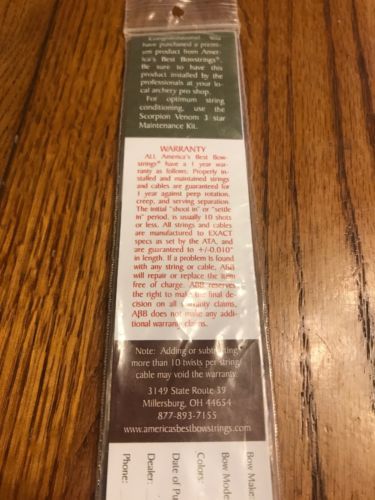 Congratulations! You
have purchased a premi-
um product from Amer-
ica's Best Bowstrings®.
Be sure to have this
product installed by the
professionals at your lo-
cal archery pro shop.
For optimum string
conditioning, use the
Scorpion Venom 3 star
Maintenance Kit.
WARRANTY
ALL America's Best Bow-
strings® have a 1 year war-
ranty as follows. Properly in-
stalled and maintained strings
and cables are guaranteed for
1 year against peep rotation,
creep, and serving separation.
The initial "shoot in" or "settle
in" period, is usually 10 shots
or less. All strings and cables
are manufactured to EXACT
specs as set by the ATA, and
are guaranteed to +/-0.010"
in length. If a problem is found
with any string or cable, ABB
will repair or replace the item
free of charge. ABB reserves
the right to make the final de-
cision on all warranty claims.
ABB does not make any addi-
tional warranty claims.
Note: Adding or subtracting
more than 10 twists per string/
cable may void the warranty.
3149 State Route 39
Millersburg, OH 44654
877-893-7155
www.americasbestbowstrings.com
Bow Make:
Bow Mode
Colors:
Date of Pu
Dealer:
Phone: